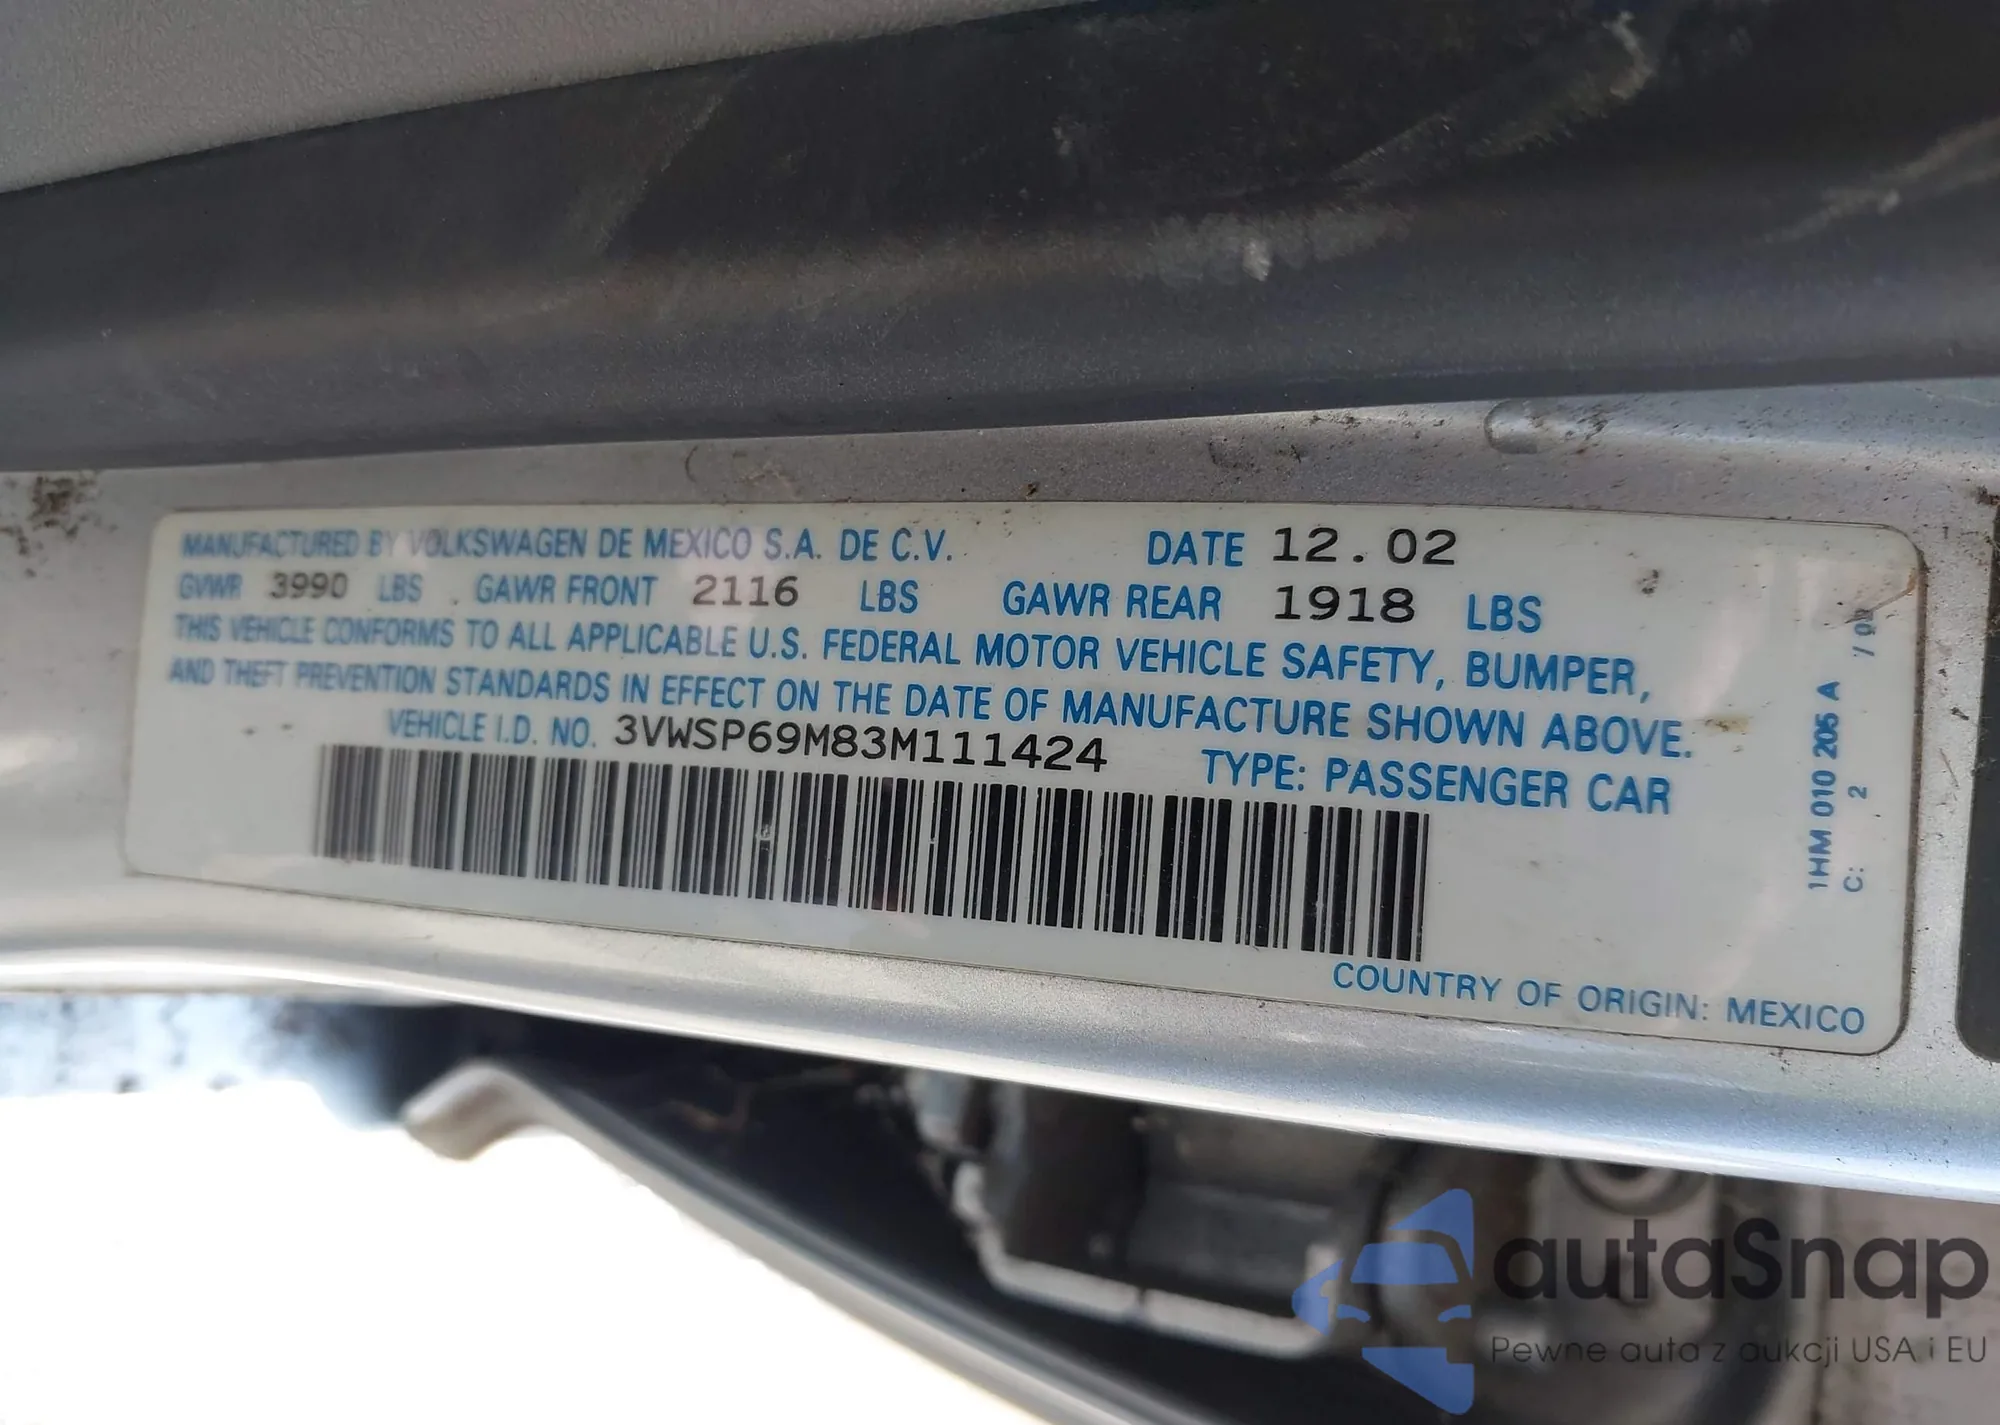 MANUFACTURED BY VOLKSWAGEN DE MEXICO S.A. DE C.V. DATE 12.02
GVWR 3990 LBS . GAWR FRONT 2116 LBS GAWR REAR 1918 LBS
THIS VEHICLE CONFORMS TO ALL APPLICABLE U.S. FEDERAL MOTOR VEHICLE SAFETY, BUMPER,
AND THEFT PREVENTION STANDARDS IN EFFECT ON THE DATE OF MANUFACTURE SHOWN ABOVE.
VEHICLE I.D. NO. 3VWSP69M83M111424 TYPE: PASSENGER CAR
COUNTRY OF ORIGIN: MEXICO
1HM 010 205 A
C: 2
autaSnap
Pewne auta z aukcji USA i EU